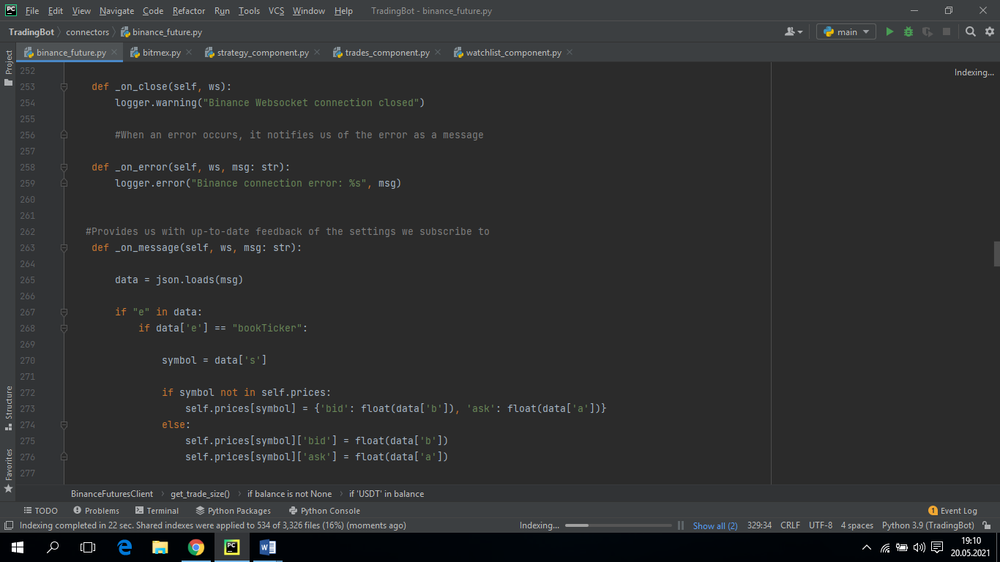 PC File Edit View Navigate Code Refactor Run Tools VCS Window Help TradingBot - binance_future.py
TradingBot connectors binance_future.py main
binance_future.py bitmex.py strategy_component.py trades_component.py watchlist_component.py
Project
Indexing...
252
253 def _on_close(self, ws):
254 logger.warning("Binance Websocket connection closed")
255
256 #When an error occurs, it notifies us of the error as a message
257
258 def _on_error(self, ws, msg: str):
259 logger.error("Binance connection error: %s", msg)
260
261
262 #Provides us with up-to-date feedback of the settings we subscribe to
263 def _on_message(self, ws, msg: str):
264
265 data = json.loads(msg)
266
267 if "e" in data:
268 if data['e'] == "bookTicker":
269
270 symbol = data['s']
271
272 if symbol not in self.prices:
273 self.prices[symbol] = {'bid': float(data['b']), 'ask': float(data['a'])}
274 else:
275 self.prices[symbol]['bid'] = float(data['b'])
276 self.prices[symbol]['ask'] = float(data['a'])
277
Structure
Favorites
BinanceFuturesClient get_trade_size() if balance is not None if 'USDT' in balance
TODO Problems Terminal Python Packages Python Console 1 Event Log
Indexing completed in 22 sec. Shared indexes were applied to 534 of 3,326 files (16%) (moments ago) Indexing... Show all (2) 329:34 CRLF UTF-8 4 spaces Python 3.9 (TradingBot)
PC W 19:10
20.05.2021